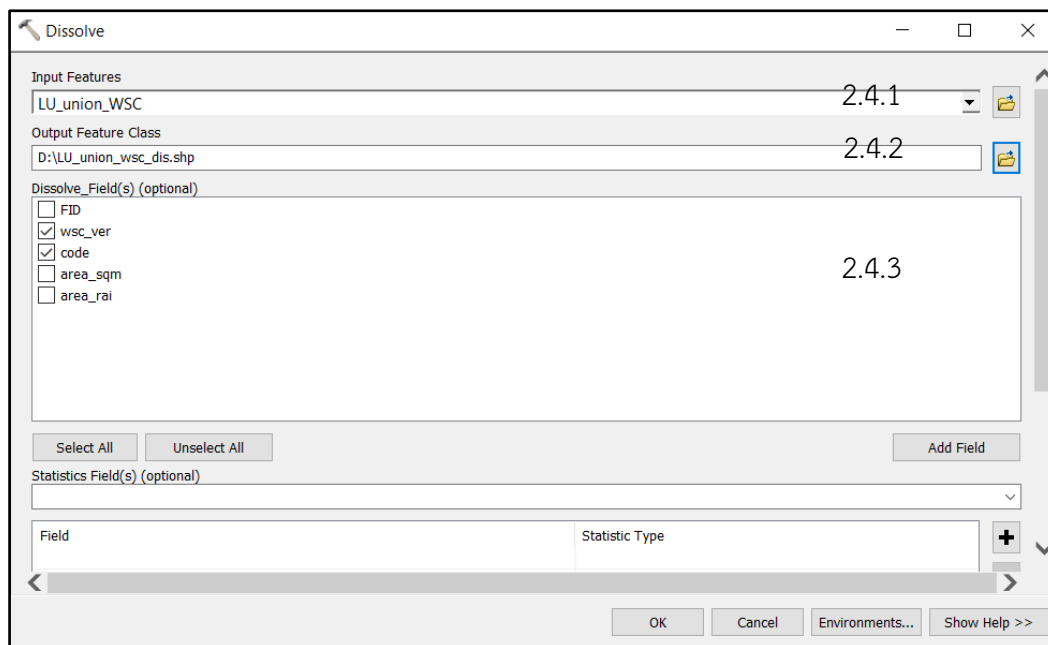 Dissolve
Input Features
LU_union_WSC 2.4.1
Output Feature Class
D:\LU_union_wsc_dis.shp 2.4.2
Dissolve_Field(s) (optional)
FID
wsc_ver
code
area_sqm
area_rai
2.4.3
Select All Unselect All Add Field
Statistics Field(s) (optional)
Field Statistic Type
OK Cancel Environments... Show Help >>